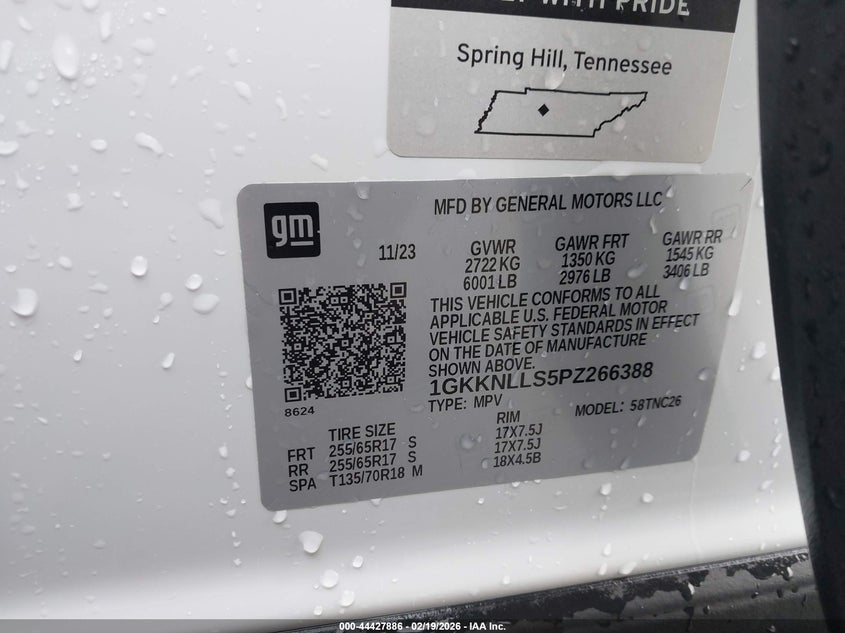 WITH PRIDE
Spring Hill, Tennessee
gm
MFD BY GENERAL MOTORS LLC
11/23
GVWR
2722 KG
6001 LB
GAWR FRT
1350 KG
2976 LB
GAWR RR
1545 KG
3406 LB
THIS VEHICLE CONFORMS TO ALL
APPLICABLE U.S. FEDERAL MOTOR
VEHICLE SAFETY STANDARDS IN EFFECT
ON THE DATE OF MANUFACTURE
SHOWN ABOVE.
1GKKNLLS5PZ266388
TYPE: MPV
MODEL: 58TNC26
8624
TIRE SIZE RIM
FRT 255/65R17 S 17X7.5J
RR 255/65R17 S 17X7.5J
SPA T135/70R18 M 18X4.5B
000-44427886 - 02/19/2026 - IAA Inc.